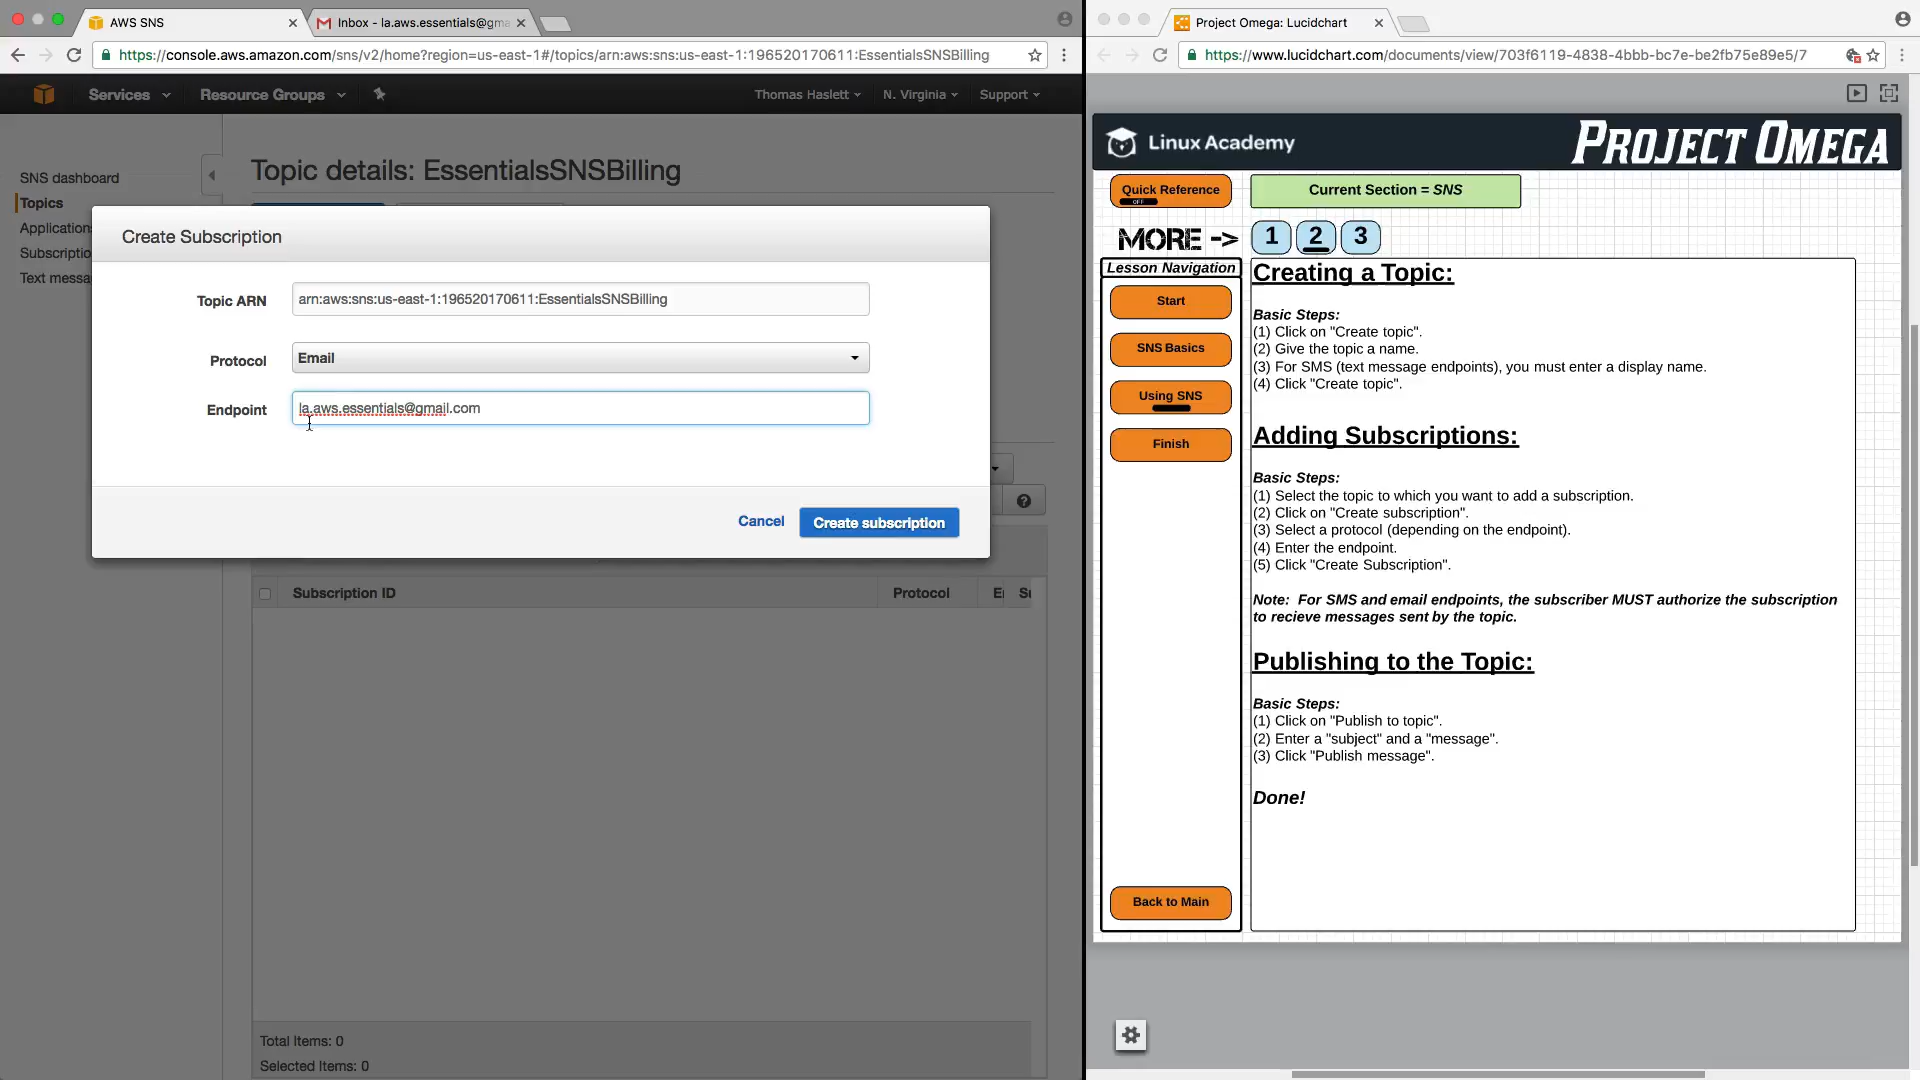 AWS SNS
Inbox - la.aws.essentials@gma
https://console.aws.amazon.com/sns/v2/home?region=us-east-1#/topics/arn:aws:sns:us-east-1:196520170611:EssentialsSNSBilling
Services
Resource Groups
Thomas Haslett
N. Virginia
Support
SNS dashboard
Topics
Application
Subscriptio
Text messa
Topic details: EssentialsSNSBilling
Create Subscription
Topic ARN
arn:aws:sns:us-east-1:196520170611:EssentialsSNSBilling
Protocol
Email
Endpoint
la.aws.essentials@gmail.com
Cancel
Create subscription
Subscription ID
Protocol
E
Su
Total Items: 0
Selected Items: 0
Project Omega: Lucidchart
https://www.lucidchart.com/documents/view/703f6119-4838-4bbb-bc7e-be2fb75e89e5/7
Linux Academy
PROJECT OMEGA
Quick Reference
OFF
Current Section = SNS
MORE ->
1
2
3
Lesson Navigation
Start
SNS Basics
Using SNS
Finish
Back to Main
Creating a Topic:
Basic Steps:
(1) Click on "Create topic".
(2) Give the topic a name.
(3) For SMS (text message endpoints), you must enter a display name.
(4) Click "Create topic".
Adding Subscriptions:
Basic Steps:
(1) Select the topic to which you want to add a subscription.
(2) Click on "Create subscription".
(3) Select a protocol (depending on the endpoint).
(4) Enter the endpoint.
(5) Click "Create Subscription".
Note: For SMS and email endpoints, the subscriber MUST authorize the subscription
to recieve messages sent by the topic.
Publishing to the Topic:
Basic Steps:
(1) Click on "Publish to topic".
(2) Enter a "subject" and a "message".
(3) Click "Publish message".
Done!